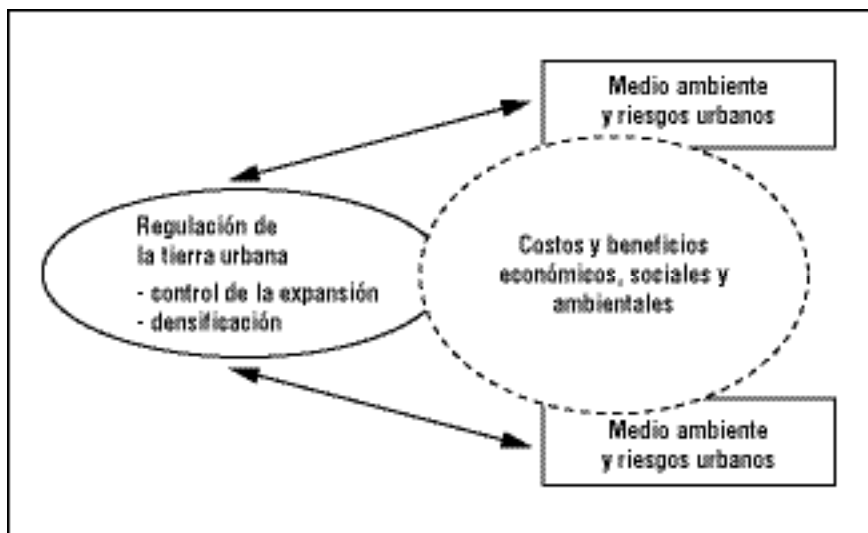 Medio ambiente
y riesgos urbanos
Regulación de
la tierra urbana
- control de la expansión
- densificación
Costos y beneficios
económicos, sociales y
ambientales
Medio ambiente
y riesgos urbanos